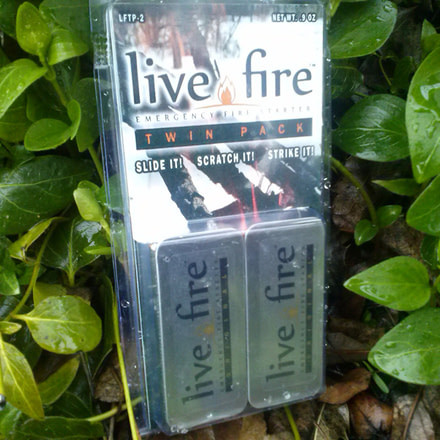 LFTP-2
NET WT. .9 OZ
live fire™
EMERGENCY FIRE STARTER
TWIN PACK
SLIDE IT! SCRATCH IT! STRIKE IT!
live fire
live fire